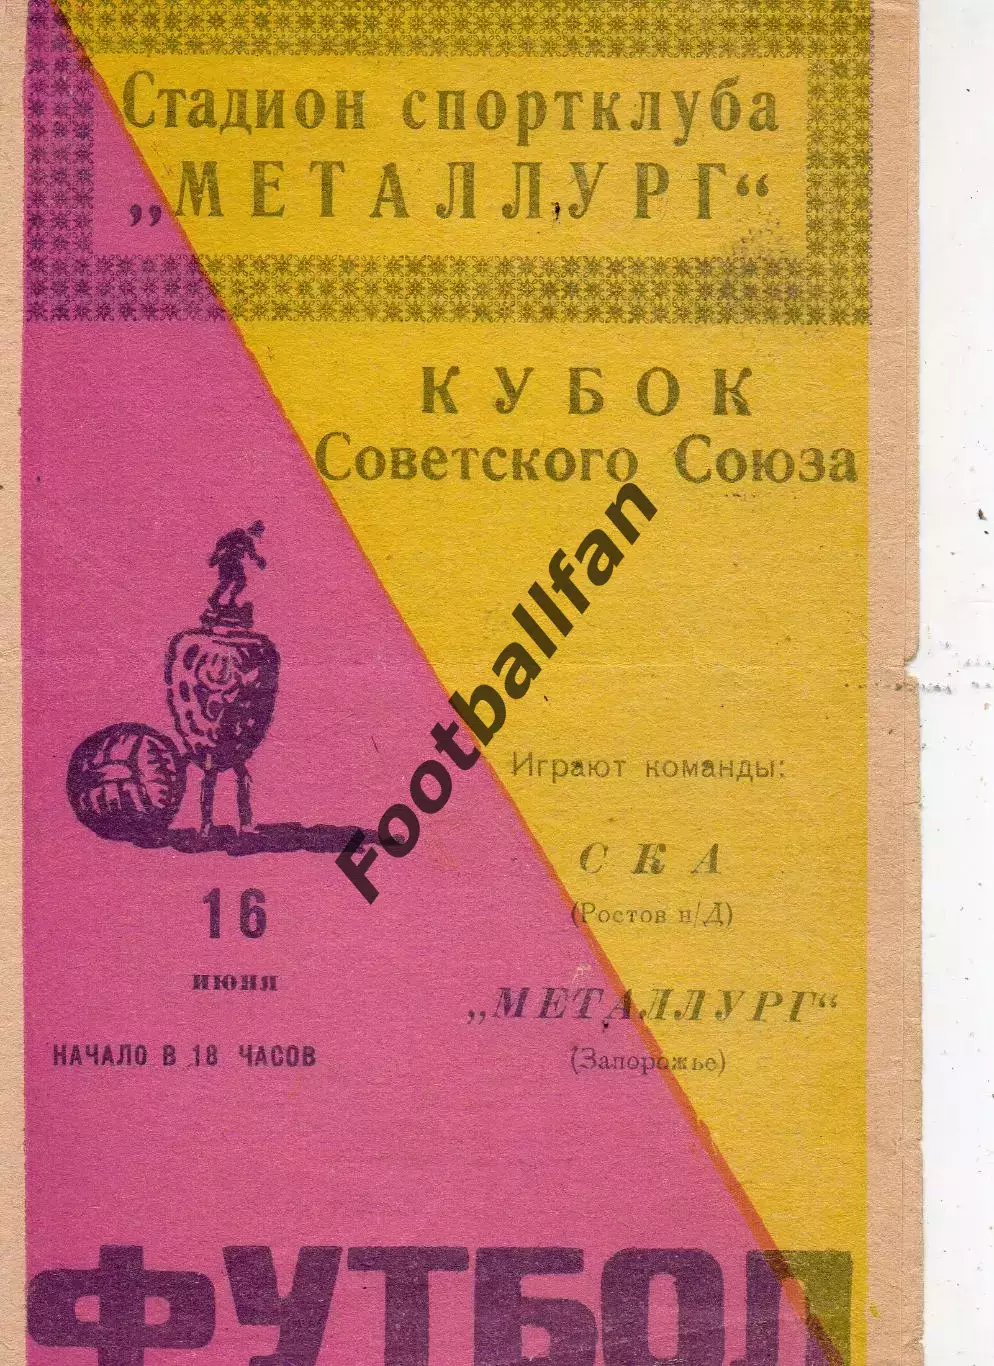 Стадион спортклуба
„МЕТАЛЛУРГ“
КУБОК
Советского Союза
Играют команды:
СКА
(Ростов н/Д)
„МЕТАЛЛУРГ“
(Запорожье)
16
июня
НАЧАЛО В 18 ЧАСОВ
ФУТБОЛ
Footballfan